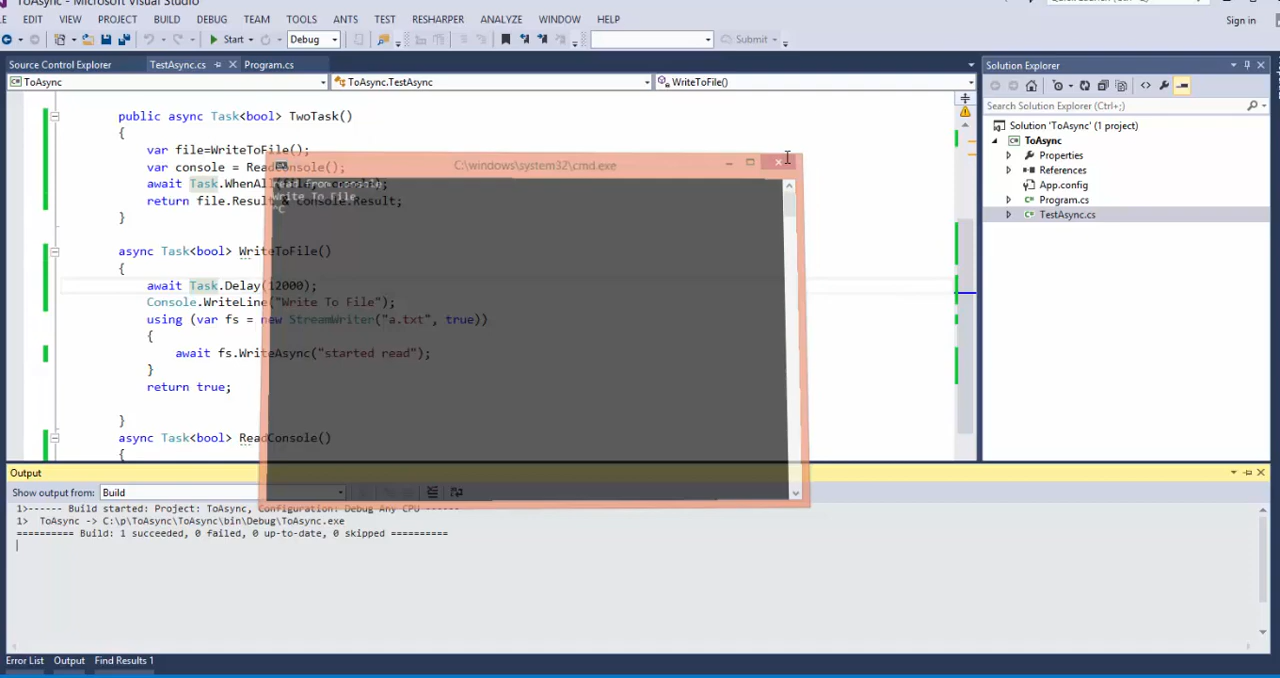 ToAsync - Microsoft Visual Studio
EDIT VIEW PROJECT BUILD DEBUG TEAM TOOLS ANTS TEST RESHARPER ANALYZE WINDOW HELP
Sign in
Start Debug Submit
Source Control Explorer TestAsync.cs Program.cs
ToAsync ToAsync.TestAsync WriteToFile()
public async Task<bool> TwoTask()
{
var file=WriteToFile();
var console = ReadConsole();
await Task.WhenAll
return file.Result & console.Result;
}
async Task<bool> WriteToFile()
{
await Task.Delay(12000);
Console.WriteLine("Write To File");
using (var fs = new StreamWriter("a.txt", true))
{
await fs.WriteAsync("started read");
}
return true;
}
async Task<bool> ReadConsole()
{
C:\windows\system32\cmd.exe
read from console
Write To File
^C
Solution Explorer
Search Solution Explorer (Ctrl+;)
Solution 'ToAsync' (1 project)
ToAsync
Properties
References
App.config
Program.cs
TestAsync.cs
Output
Show output from: Build
1>------ Build started: Project: ToAsync, Configuration: Debug Any CPU ------
1> ToAsync -> C:\p\ToAsync\ToAsync\bin\Debug\ToAsync.exe
========== Build: 1 succeeded, 0 failed, 0 up-to-date, 0 skipped ==========
Error List Output Find Results 1